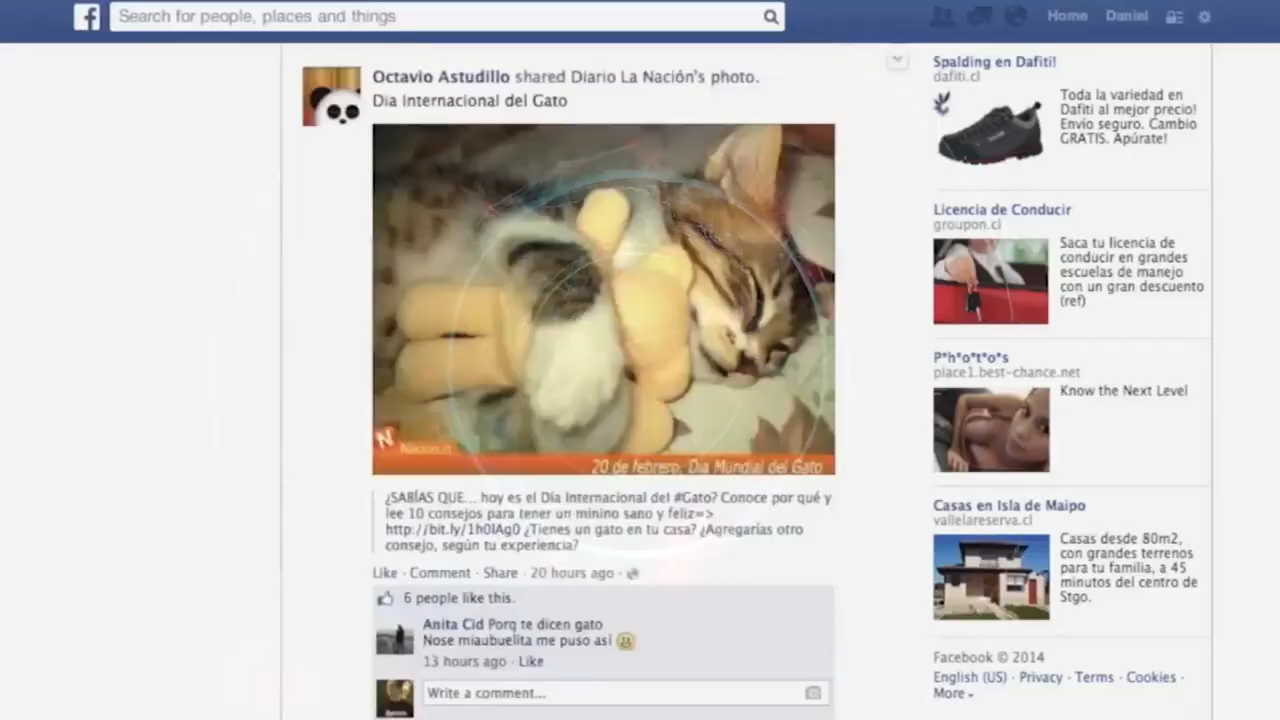 Search for people, places and things
Home
Daniel
Octavio Astudillo shared Diario La Nación's photo.
Dia Internacional del Gato
20 de febrero, Dia Mundial del Gato
¿SABÍAS QUE... hoy es el Día Internacional del #Gato? Conoce por qué y
lee 10 consejos para tener un minino sano y feliz=>
http://bit.ly/1h0lAg0 ¿Tienes un gato en tu casa? ¿Agregarías otro
consejo, según tu experiencia?
Like · Comment · Share · 20 hours ago ·
6 people like this.
Anita Cid Porq te dicen gato
Nose miaubuelita me puso asi
13 hours ago · Like
Write a comment...
Spalding en Dafiti!
dafiti.cl
Toda la variedad en
Dafiti al mejor precio!
Envío seguro. Cambio
GRATIS. Apúrate!
Licencia de Conducir
groupon.cl
Saca tu licencia de
conducir en grandes
escuelas de manejo
con un gran descuento
(ref)
P*h*o*t*o*s
place1.best-chance.net
Know the Next Level
Casas en Isla de Maipo
vallelareserva.cl
Casas desde 80m2,
con grandes terrenos
para tu familia, a 45
minutos del centro de
Stgo.
Facebook © 2014
English (US) · Privacy · Terms · Cookies ·
More